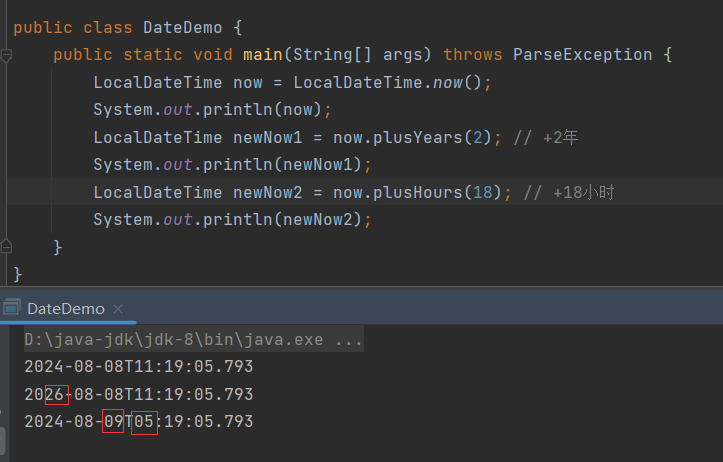 public class DateDemo {
public static void main(String[] args) throws ParseException {
LocalDateTime now = LocalDateTime.now();
System.out.println(now);
LocalDateTime newNow1 = now.plusYears(2); // +2年
System.out.println(newNow1);
LocalDateTime newNow2 = now.plusHours(18); // +18小时
System.out.println(newNow2);
}
}
DateDemo ×
D:\java-jdk\jdk-8\bin\java.exe ...
2024-08-08T11:19:05.793
2026-08-08T11:19:05.793
2024-08-09T05:19:05.793